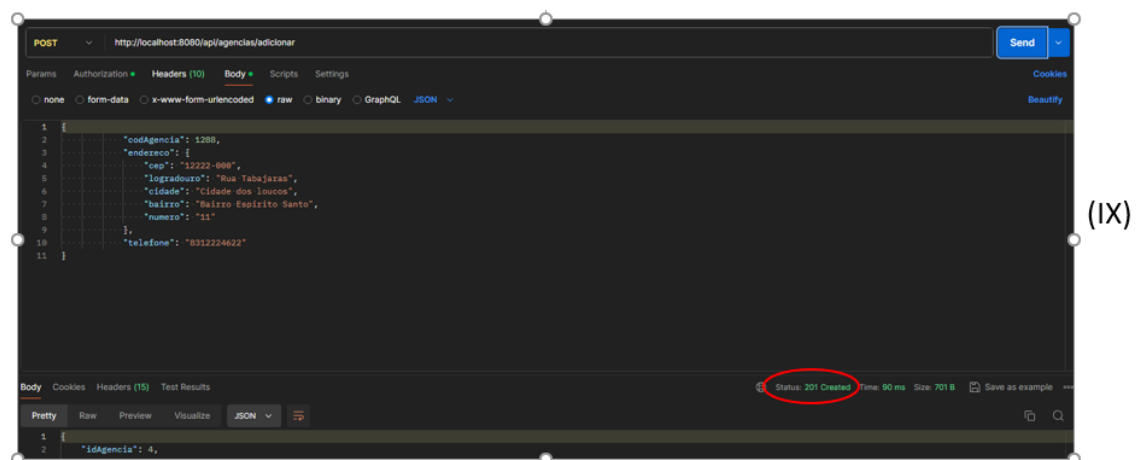 POST http://localhost:8080/api/agencias/adicionar Send
Params Authorization Headers (10) Body Scripts Settings Cookies
none form-data x-www-form-urlencoded raw binary GraphQL JSON Beautify
1 {
2 "codAgencia": 1288,
3 "endereco": {
4 "cep": "12222-000",
5 "logradouro": "Rua Tabajaras",
6 "cidade": "Cidade dos loucos",
7 "bairro": "Bairro Espirito Santo",
8 "numero": "11"
9 },
10 "telefone": "8312224622"
11 }
(IX)
Body Cookies Headers (15) Test Results Status: 201 Created Time: 90 ms Size: 701 B Save as example
Pretty Raw Preview Visualize JSON
1 {
2 "idAgencia": 4,